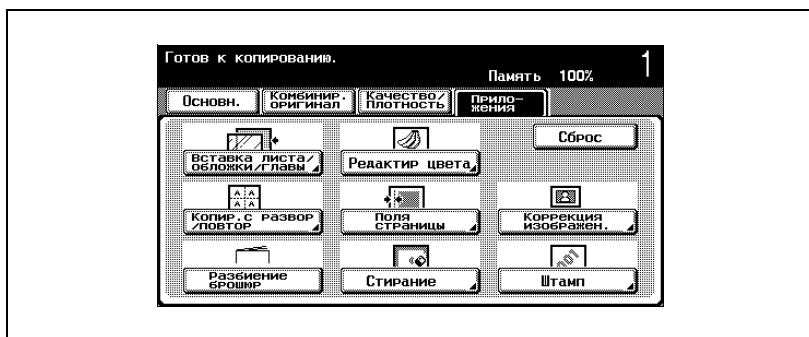 Готов к копированию.
Память 100% 1
Основн.
Комбинир.
оригинал
Качество/
Плотность
Прило-
жения
Сброс
Вставка листа/
обложки/главы
Редактир цвета
Копир.с развор
/повтор
Поля
страницы
Коррекция
изображен.
Разбиение
брошюр
Стирание
Штамп